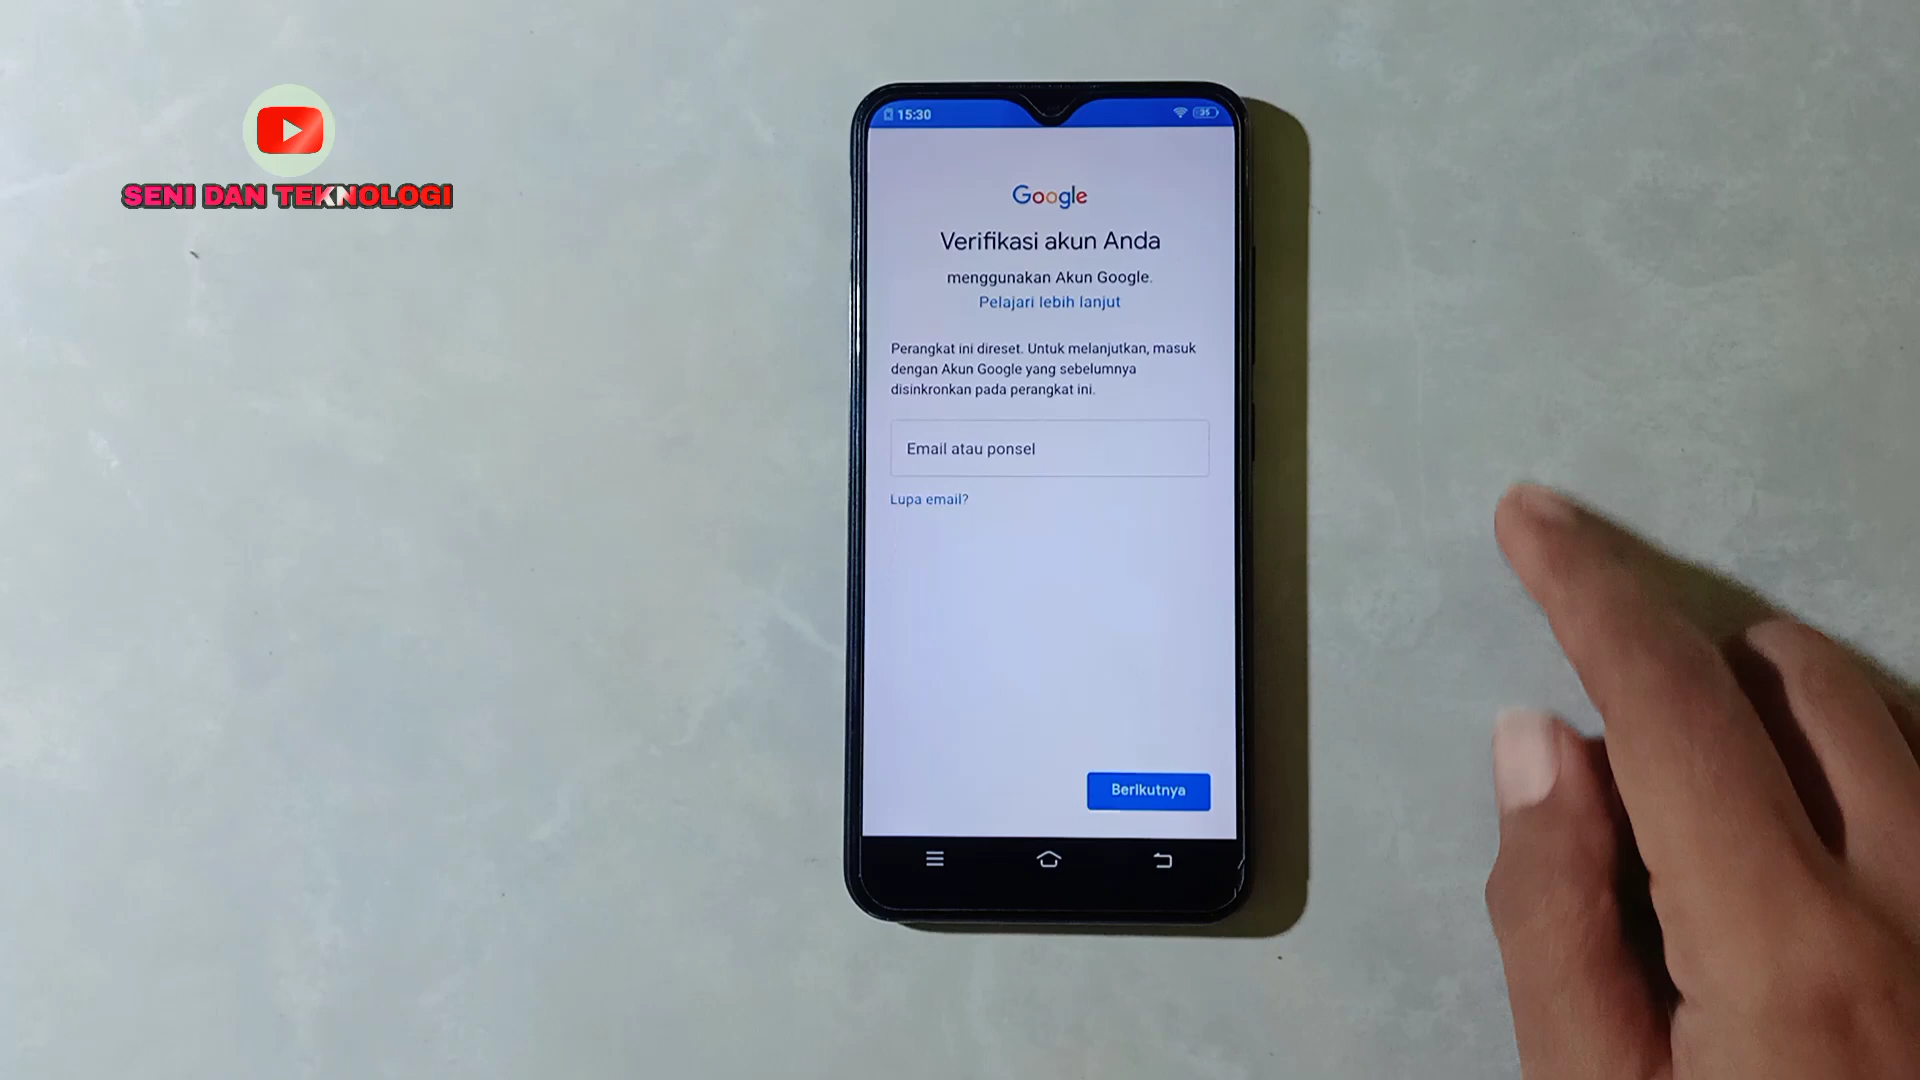 SENI DAN TEKNOLOGI
15:30
35
Google
Verifikasi akun Anda
menggunakan Akun Google.
Pelajari lebih lanjut
Perangkat ini direset. Untuk melanjutkan, masuk
dengan Akun Google yang sebelumnya
disinkronkan pada perangkat ini.
Email atau ponsel
Lupa email?
Berikutnya